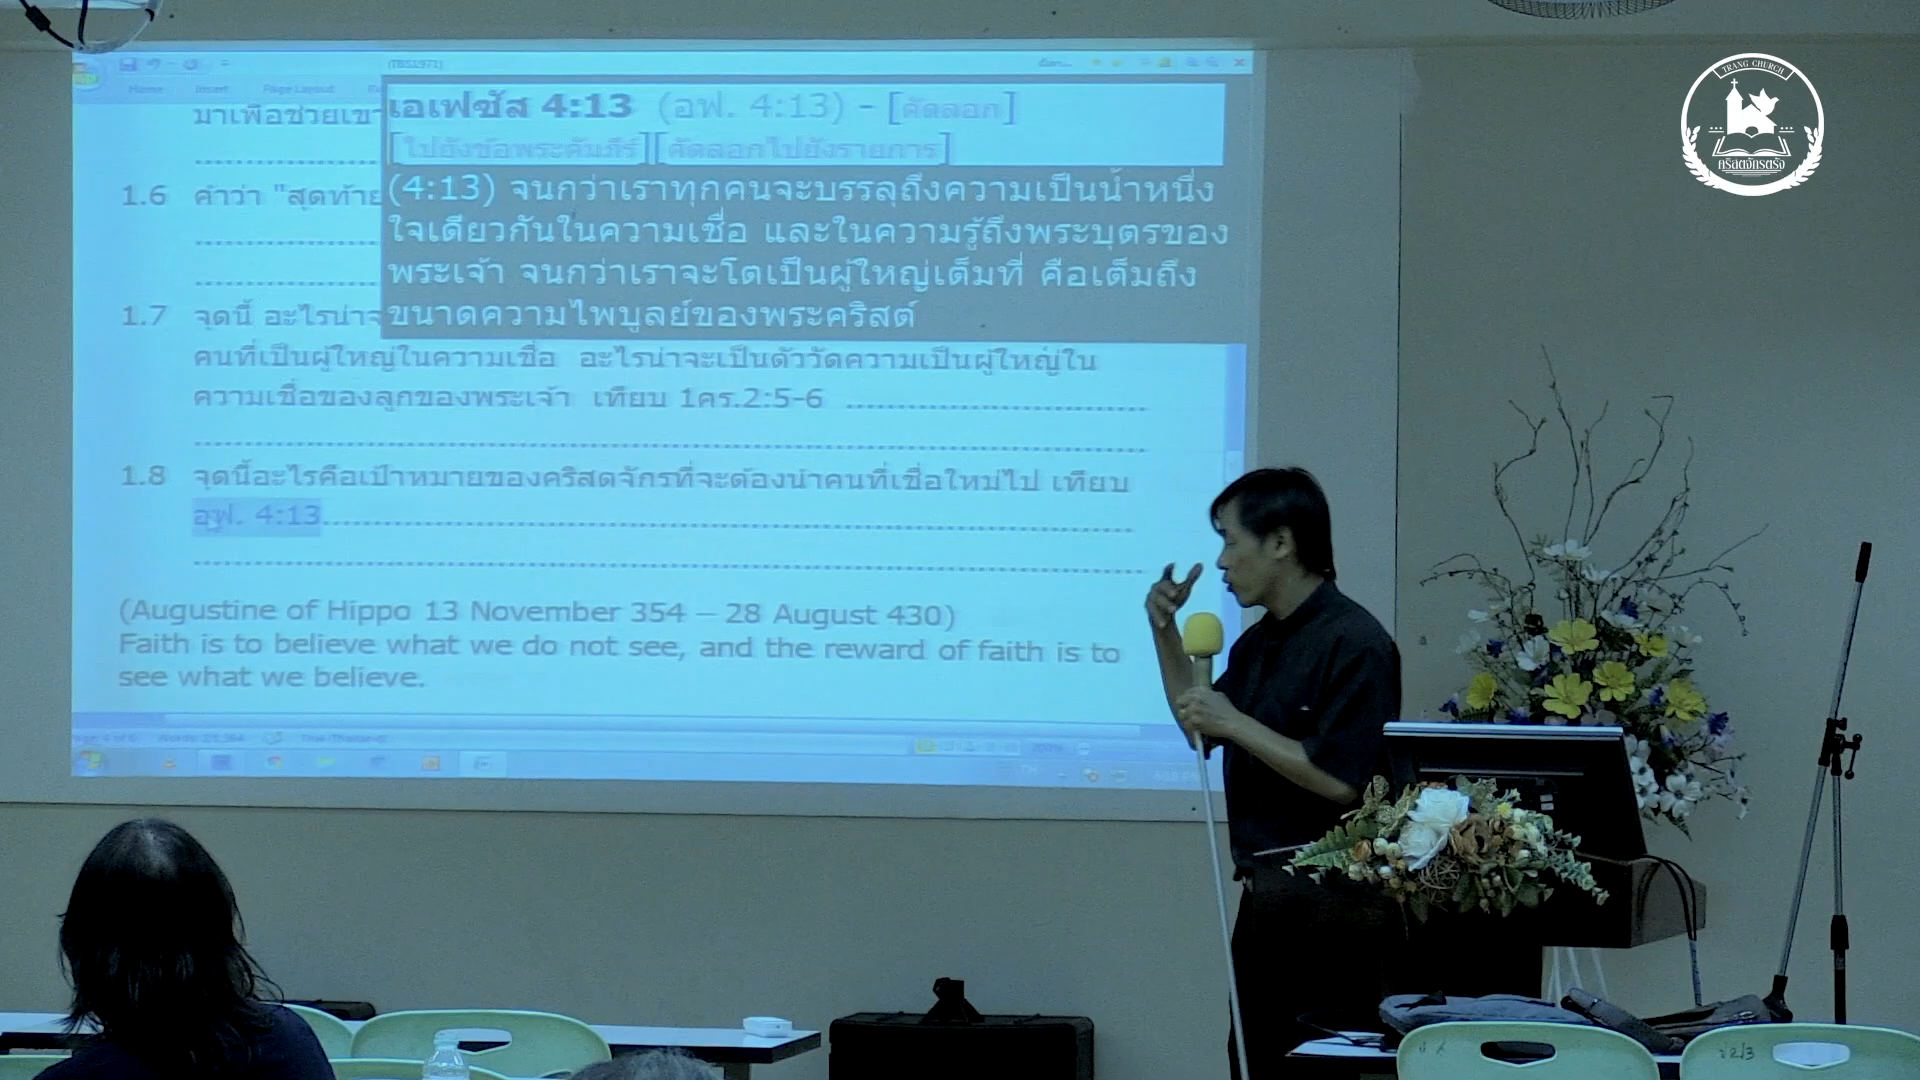 (TBS1971)
Home Insert Page Layout
มาเพื่อช่วยเขา
เอเฟซัส 4:13 (อฟ. 4:13) - [คัดลอก]
[ไปยังข้อพระคัมภีร์][คัดลอกไปยังรายการ]
(4:13) จนกว่าเราทุกคนจะบรรลุถึงความเป็นน้ำหนึ่ง
ใจเดียวกันในความเชื่อ และในความรู้ถึงพระบุตรของ
พระเจ้า จนกว่าเราจะโตเป็นผู้ใหญ่เต็มที่ คือเต็มถึง
ขนาดความไพบูลย์ของพระคริสต์
1.6 คำว่า "สุดท้าย
1.7 จุดนี้ อะไรน่าจ
คนที่เป็นผู้ใหญ่ในความเชื่อ อะไรน่าจะเป็นตัววัดความเป็นผู้ใหญ่ใน
ความเชื่อของลูกของพระเจ้า เทียบ 1คร.2:5-6 ........................................
1.8 จุดนี้อะไรคือเป้าหมายของคริสตจักรที่จะต้องนำคนที่เชื่อใหม่ไป เทียบ
อฟ. 4:13........................................
(Augustine of Hippo 13 November 354 – 28 August 430)
Faith is to believe what we do not see, and the reward of faith is to
see what we believe.
TRANG CHURCH
คริสตจักรตรัง
ป2/3